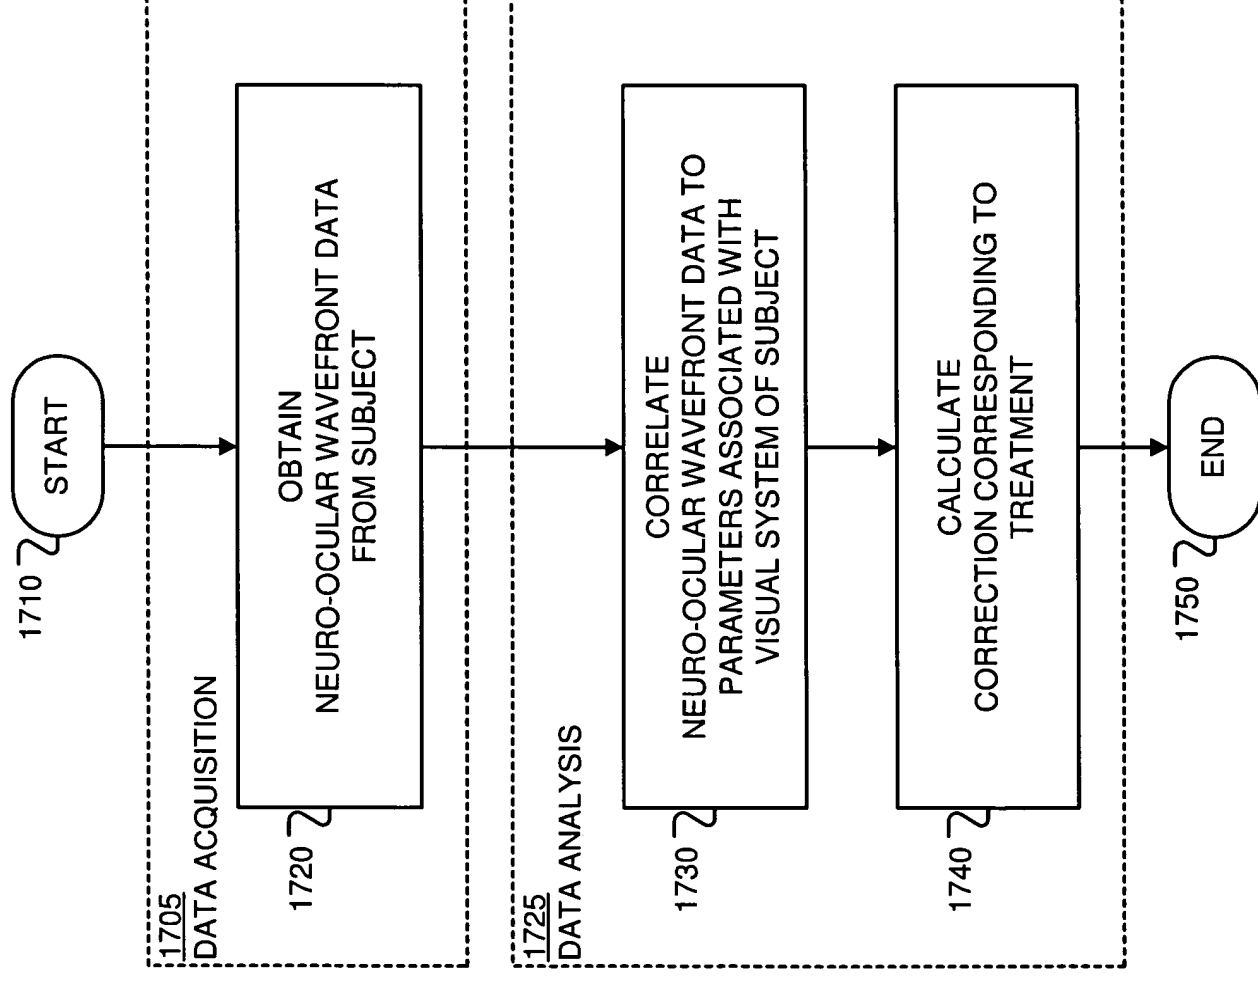 START
1710
1705
DATA ACQUISITION
OBTAIN
NEURO-OCULAR WAVEFRONT DATA
FROM SUBJECT
1720
1725
DATA ANALYSIS
CORRELATE
NEURO-OCULAR WAVEFRONT DATA TO
PARAMETERS ASSOCIATED WITH
VISUAL SYSTEM OF SUBJECT
1730
CALCULATE
CORRECTION CORRESPONDING TO
TREATMENT
1740
END
1750